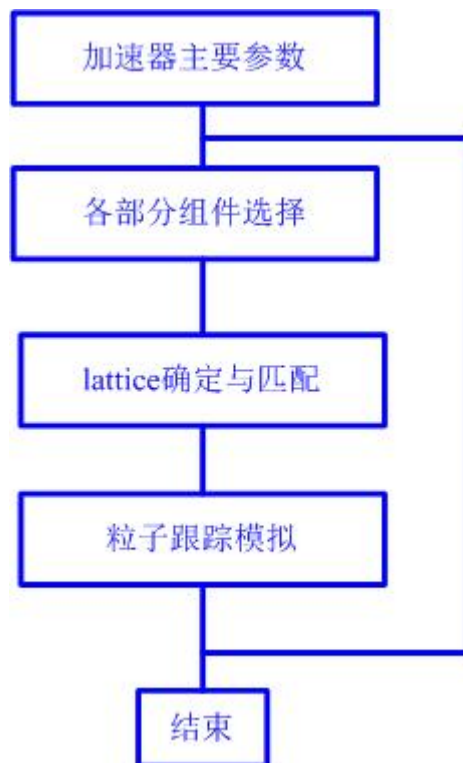 加速器主要参数
各部分组件选择
lattice确定与匹配
粒子跟踪模拟
结束